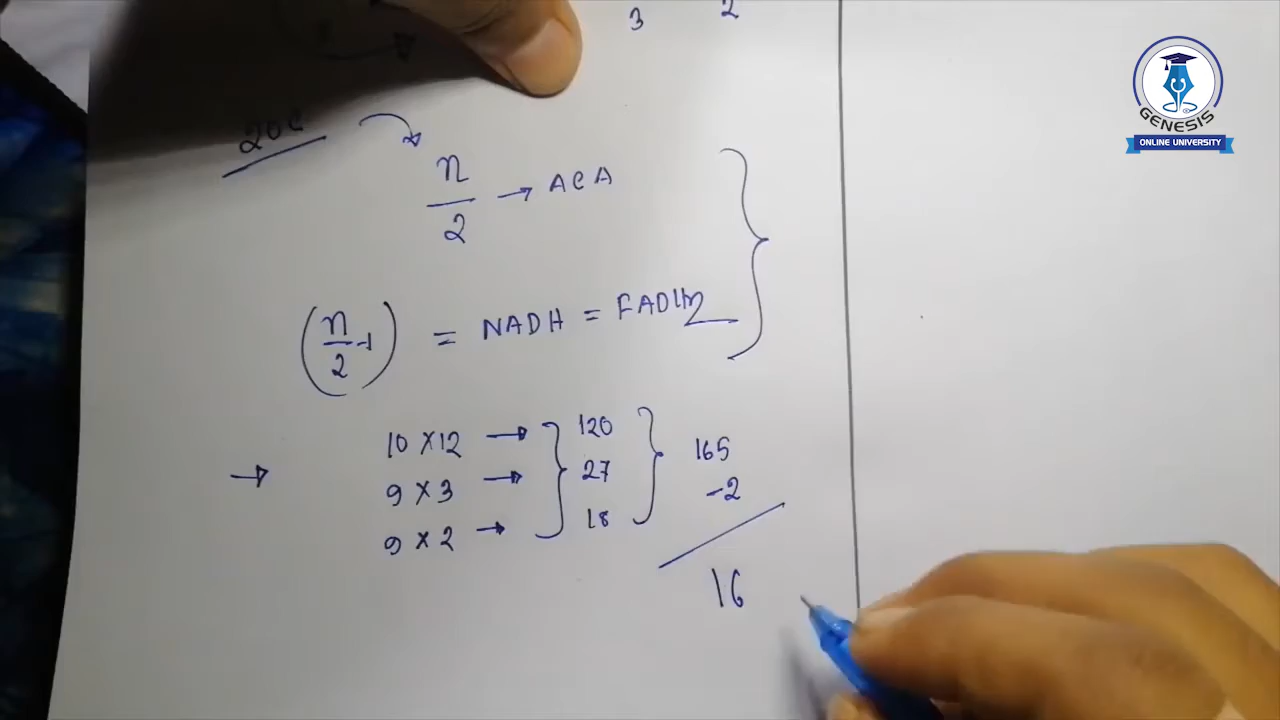 3 2
20C
n/2 → ACA
(n/2 -1) = NADH = FADH2
→ 10 × 12 → 120
9 × 3 → 27
9 × 2 → 18
165
-2
16
GENESIS
ONLINE UNIVERSITY